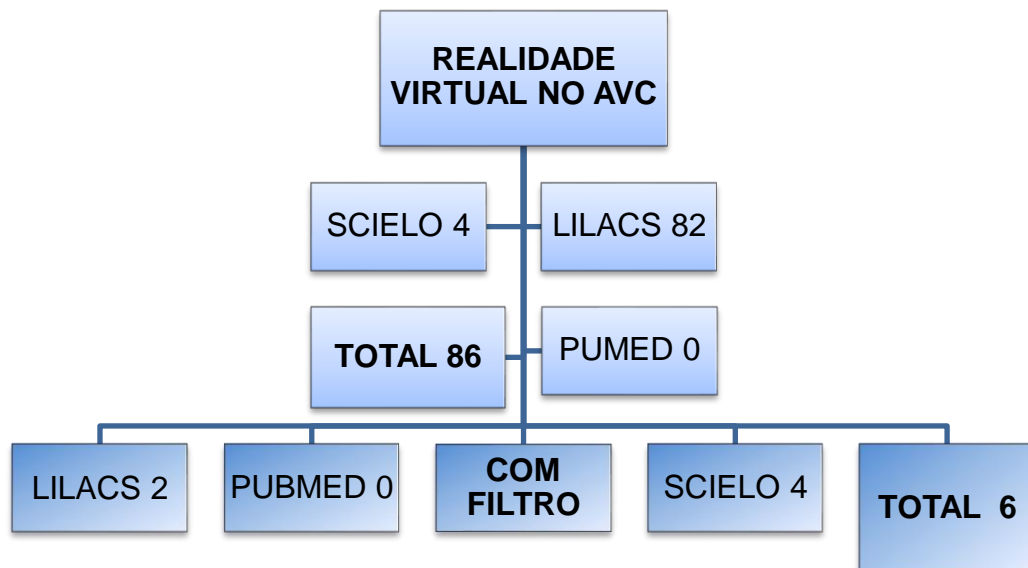 REALIDADE
VIRTUAL NO AVC
SCIELO 4
LILACS 82
TOTAL 86
PUMED 0
LILACS 2
PUBMED 0
COM
FILTRO
SCIELO 4
TOTAL 6